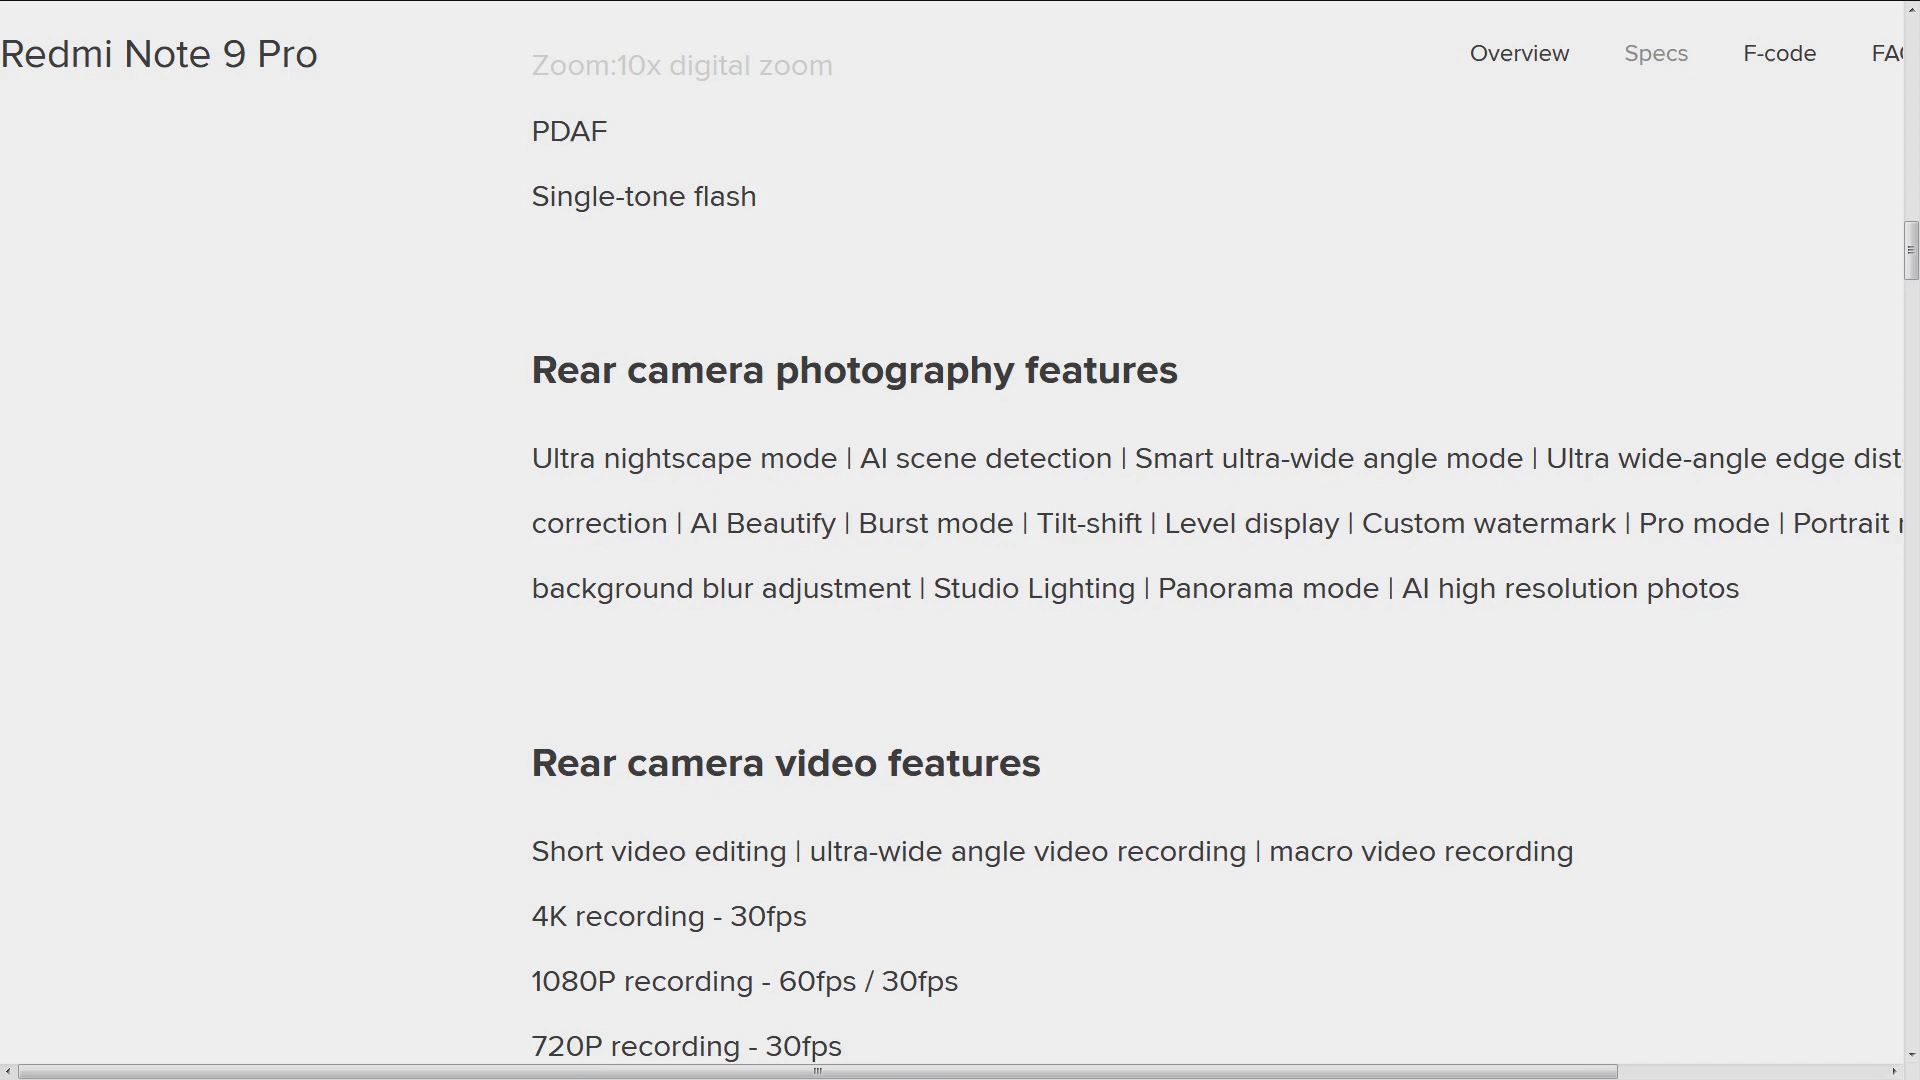 Redmi Note 9 Pro
Overview
Specs
F-code
Zoom:10x digital zoom
PDAF
Single-tone flash
Rear camera photography features
Ultra nightscape mode | AI scene detection | Smart ultra-wide angle mode | Ultra wide-angle edge
correction | AI Beautify | Burst mode | Tilt-shift | Level display | Custom watermark | Pro mode | Portrait
background blur adjustment | Studio Lighting | Panorama mode | AI high resolution photos
Rear camera video features
Short video editing | ultra-wide angle video recording | macro video recording
4K recording - 30fps
1080P recording - 60fps / 30fps
720P recording - 30fps